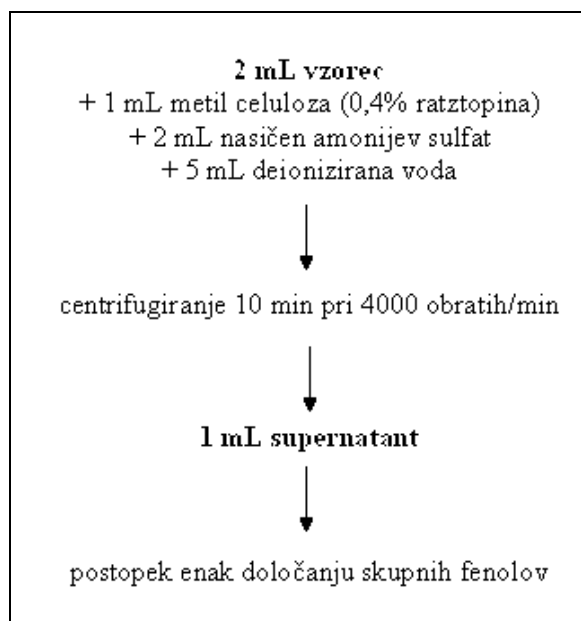 2 mL vzorec
+ 1 mL metil celuloza (0,4% ratztopina)
+ 2 mL nasičen amonijev sulfat
+ 5 mL deionizirana voda
centrifugiranje 10 min pri 4000 obratih/min
1 mL supernatant
postopek enak določanju skupnih fenolov